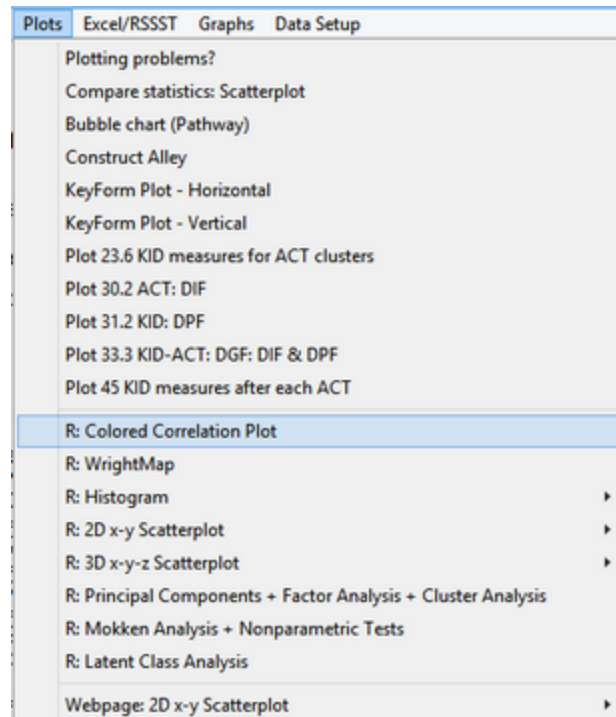 Plots Excel/RSSST Graphs Data Setup
Plotting problems?
Compare statistics: Scatterplot
Bubble chart (Pathway)
Construct Alley
KeyForm Plot - Horizontal
KeyForm Plot - Vertical
Plot 23.6 KID measures for ACT clusters
Plot 30.2 ACT: DIF
Plot 31.2 KID: DPF
Plot 33.3 KID-ACT: DGF: DIF & DPF
Plot 45 KID measures after each ACT
R: Colored Correlation Plot
R: WrightMap
R: Histogram
R: 2D x-y Scatterplot
R: 3D x-y-z Scatterplot
R: Principal Components + Factor Analysis + Cluster Analysis
R: Mokken Analysis + Nonparametric Tests
R: Latent Class Analysis
Webpage: 2D x-y Scatterplot